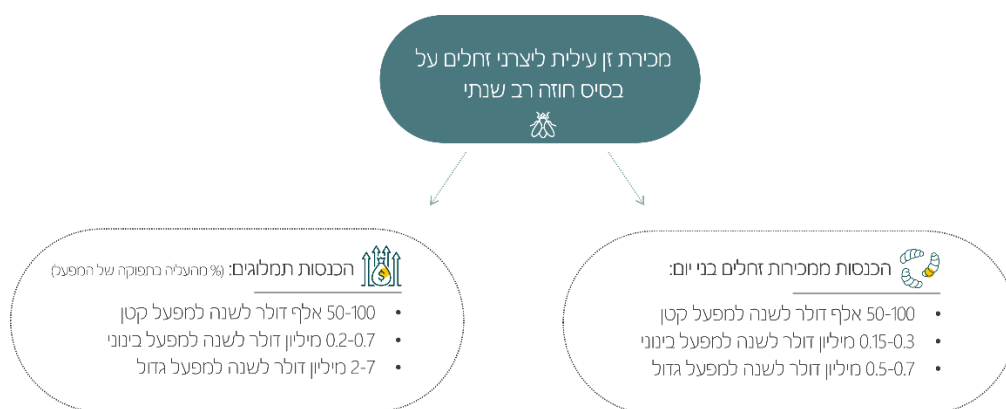 מכירת זן עילית ליצרני זחלים על
בסיס חוזה רב שנתי
הכנסות ממכירות זחלים בני יום:
• 50-100 אלף דולר לשנה למפעל קטן
• 0.15-0.3 מיליון דולר לשנה למפעל בינוני
• 0.5-0.7 מיליון דולר לשנה למפעל גדול
הכנסות תמלוגים: (% מהעליה בתפוקה של המפעל)
• 50-100 אלף דולר לשנה למפעל קטן
• 0.2-0.7 מיליון דולר לשנה למפעל בינוני
• 2-7 מיליון דולר לשנה למפעל גדול